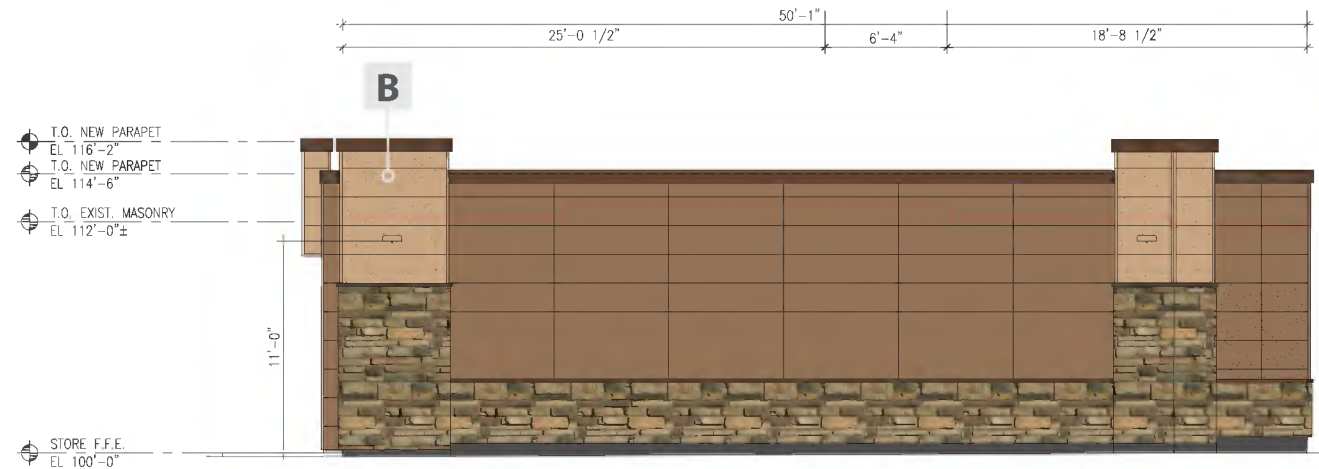 50'-1"
25'-0 1/2"
6'-4"
18'-8 1/2"
B
T.O. NEW PARAPET
EL 116'-2"
T.O. NEW PARAPET
EL 114'-6"
T.O. EXIST. MASONRY
EL 112'-0"±
11'-0"
STORE F.F.E.
EL 100'-0"